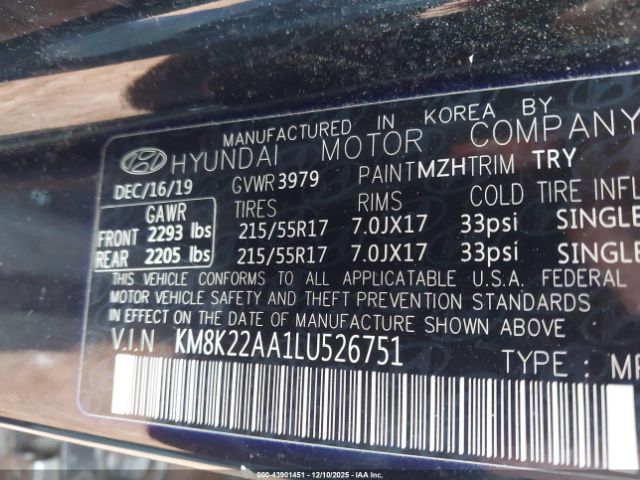 MANUFACTURED IN KOREA BY
HYUNDAI MOTOR COMPANY
DEC/16/19 GVWR 3979 PAINT MZH TRIM TRY
GAWR TIRES RIMS COLD TIRE INFL
FRONT 2293 lbs 215/55R17 7.0JX17 33psi SINGLE
REAR 2205 lbs 215/55R17 7.0JX17 33psi SINGLE
THIS VEHICLE CONFORMS TO ALL APPLICATABLE U.S.A. FEDERAL
MOTOR VEHICLE SAFETY AND THEFT PREVENTION STANDARDS
IN EFFECT ON THE DATE OF MANUFACTURE SHOWN ABOVE
V.I.N KM8K22AA1LU526751 TYPE : MP
000-43901451 - 12/10/2025 - IAAI.COM